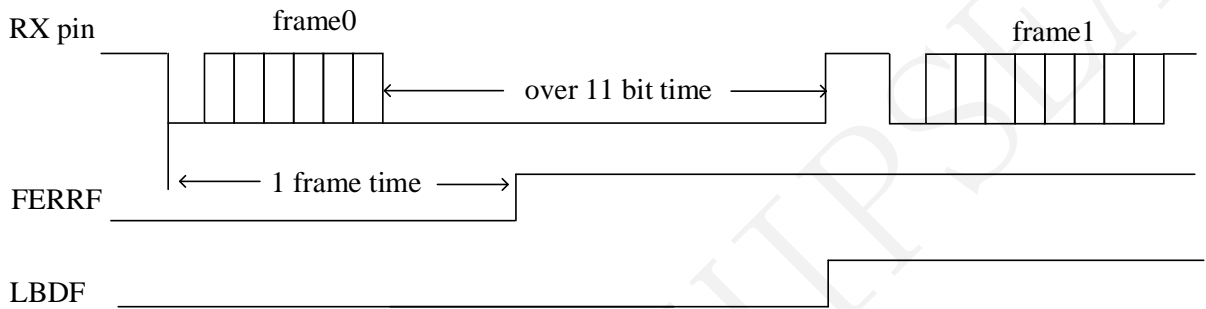 frame0
RX pin
frame1
over 11 bit time
1 frame time
FERRF
LBDF